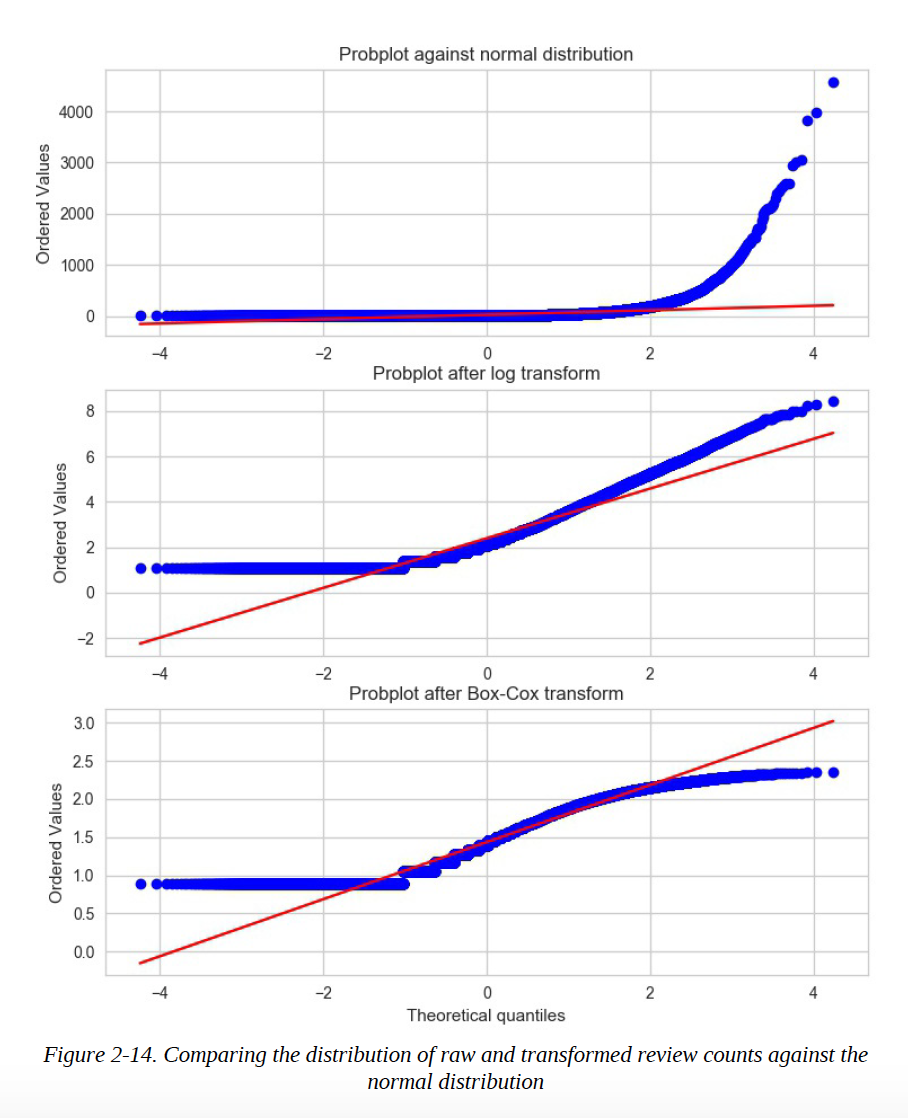 Probplot against normal distribution
4000
3000
2000
1000
0
Ordered Values
−4 −2 0 2 4
Probplot after log transform
8
6
4
2
0
−2
Ordered Values
−4 −2 0 2 4
Probplot after Box-Cox transform
3.0
2.5
2.0
1.5
1.0
0.5
0.0
Ordered Values
−4 −2 0 2 4
Theoretical quantiles
Figure 2-14. Comparing the distribution of raw and transformed review counts against the
normal distribution